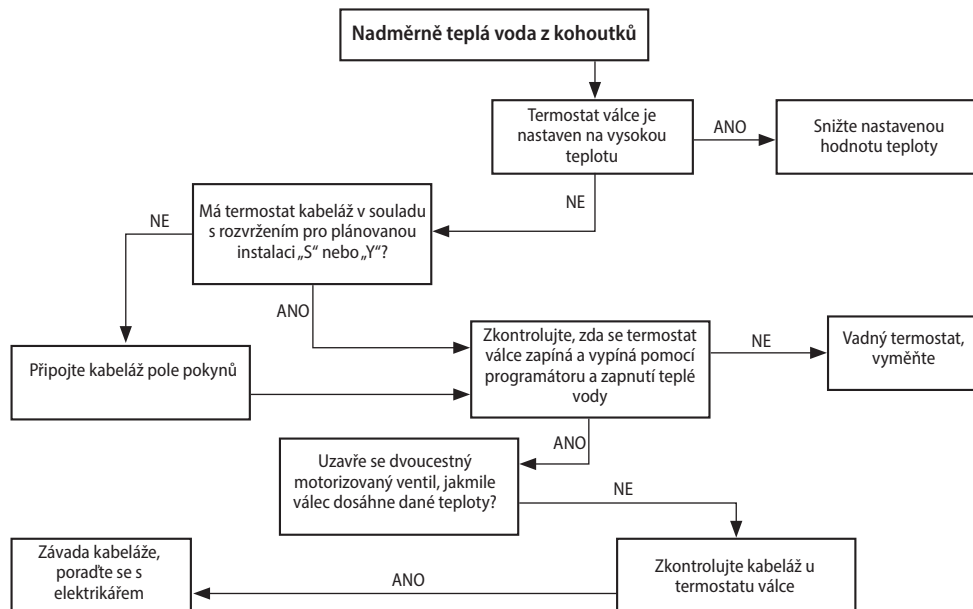 Nadměrně teplá voda z kohoutků
Termostat válce je
nastaven na vysokou
teplotu
ANO
Snižte nastavenou
hodnotu teploty
NE
Má termostat kabeláž v souladu
s rozvržením pro plánovanou
instalaci „S“ nebo „Y“?
NE
ANO
Připojte kabeláž pole pokynů
Zkontrolujte, zda se termostat
válce zapíná a vypíná pomocí
programátoru a zapnutí teplé
vody
NE
Vadný termostat,
vyměňte
ANO
Uzavře se dvoucestný
motorizovaný ventil, jakmile
válec dosáhne dané teploty?
NE
Zkontrolujte kabeláž u
termostatu válce
ANO
Závada kabeláže,
poraďte se s
elektrikářem